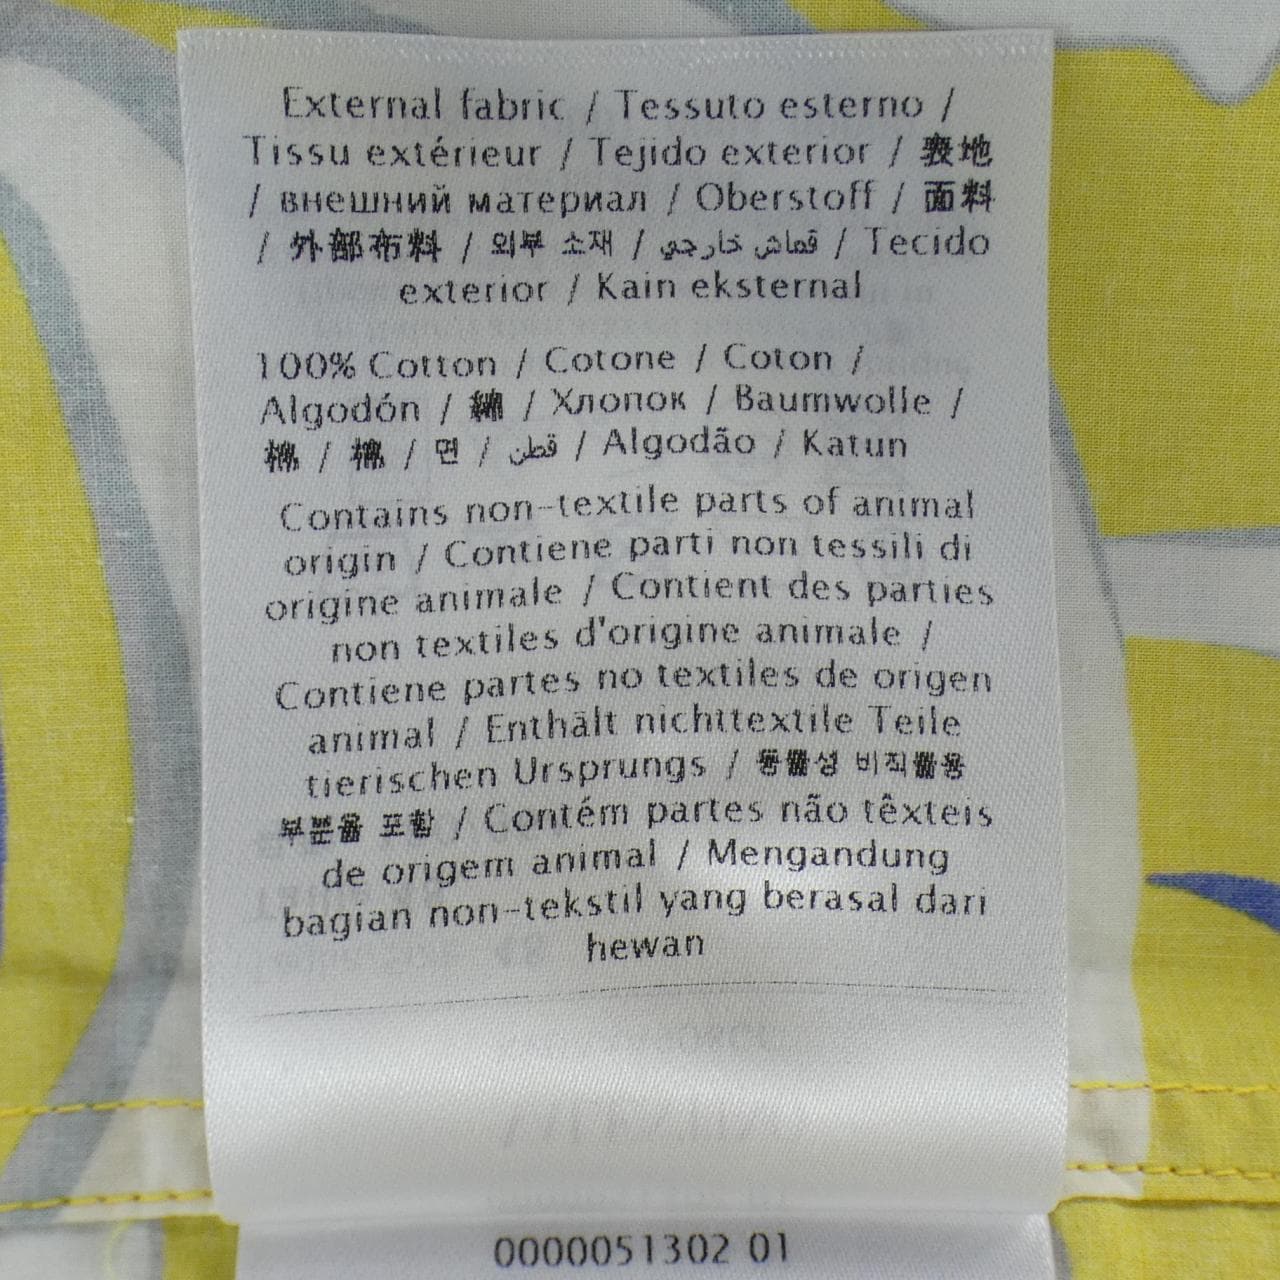 External fabric / Tessuto esterno /
Tissu extérieur / Tejido exterior / 表地
/ внешний материал / Oberstoff / 面料
/ 外部布料 / 외부 소재 / قماش خارجي / Tecido
exterior / Kain eksternal
100% Cotton / Cotone / Coton /
Algodón / 綿 / Хлопок / Baumwolle /
棉 / 棉 / 면 / قطن / Algodão / Katun
Contains non-textile parts of animal
origin / Contiene parti non tessili di
origine animale / Contient des parties
non textiles d'origine animale /
Contiene partes no textiles de origen
animal / Enthält nichttextile Teile
tierischen Ursprungs / 동물성 비직물용
부분을 포함 / Contém partes não têxteis
de origem animal / Mengandung
bagian non-tekstil yang berasal dari
hewan
0000051302 01